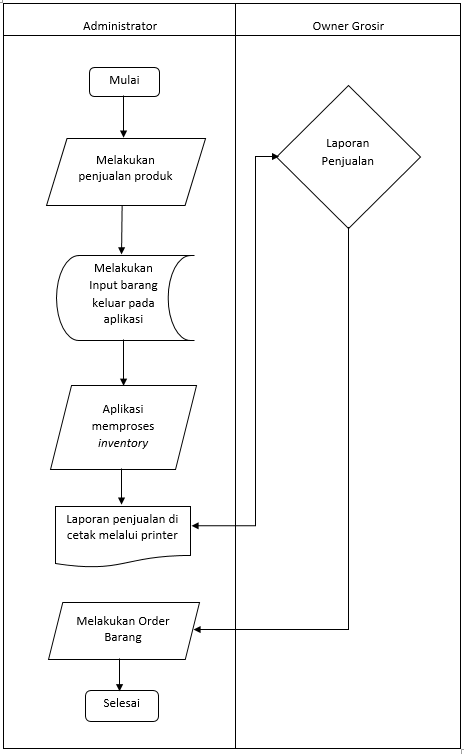 Administrator
Owner Grosir
Mulai
Melakukan
penjualan produk
Melakukan
Input barang
keluar pada
aplikasi
Aplikasi
memproses
inventory
Laporan penjualan di
cetak melalui printer
Melakukan Order
Barang
Selesai
Laporan
Penjualan